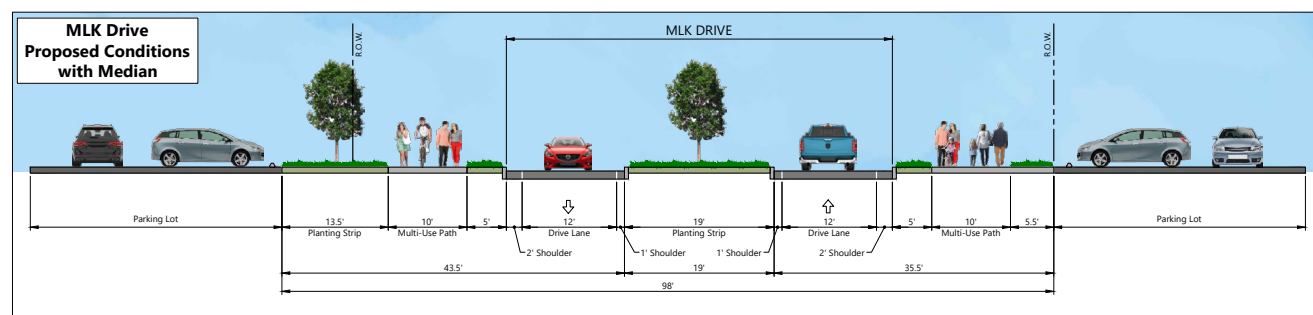 MLK Drive
Proposed Conditions
with Median
R.O.W.
MLK DRIVE
R.O.W.
Parking Lot
13.5'
Planting Strip
10'
Multi-Use Path
5'
12'
Drive Lane
19'
Planting Strip
12'
Drive Lane
5'
10'
Multi-Use Path
5.5'
Parking Lot
2' Shoulder
1' Shoulder
1' Shoulder
2' Shoulder
43.5'
19'
35.5'
98'